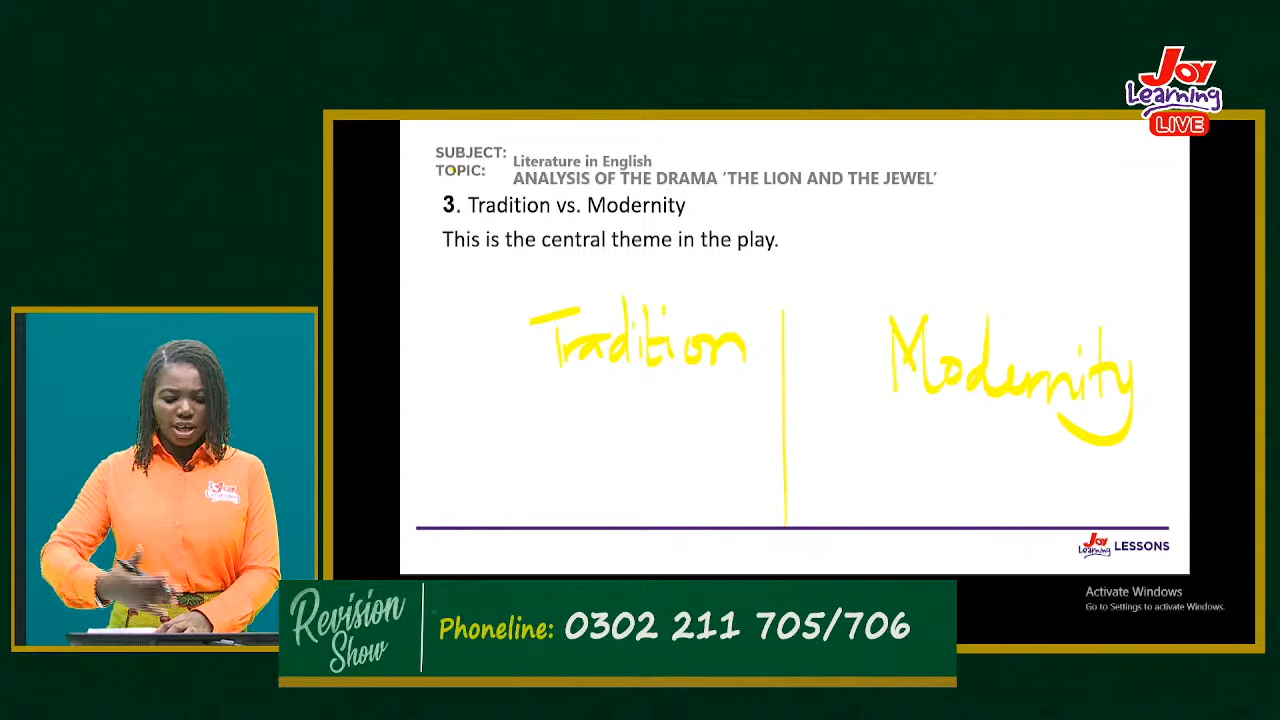 Joy
Learning
LIVE
SUBJECT: Literature in English
TOPIC: ANALYSIS OF THE DRAMA ‘THE LION AND THE JEWEL’
3. Tradition vs. Modernity
This is the central theme in the play.
Tradition
Modernity
Joy
Learning
Joy Learning LESSONS
Activate Windows
Go to Settings to activate Windows.
Revision
Show
Phoneline: 0302 211 705/706